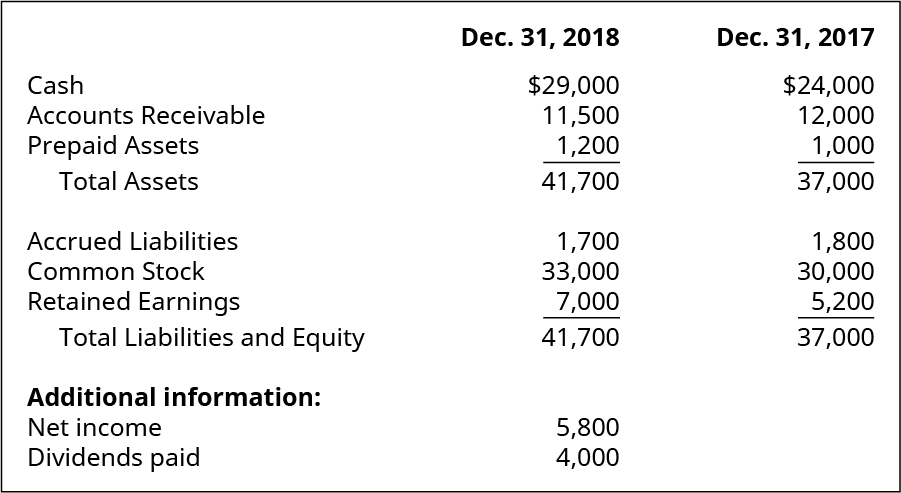 Dec. 31, 2018 Dec. 31, 2017
Cash $29,000 $24,000
Accounts Receivable 11,500 12,000
Prepaid Assets 1,200 1,000
Total Assets 41,700 37,000
Accrued Liabilities 1,700 1,800
Common Stock 33,000 30,000
Retained Earnings 7,000 5,200
Total Liabilities and Equity 41,700 37,000
Additional information:
Net income 5,800
Dividends paid 4,000